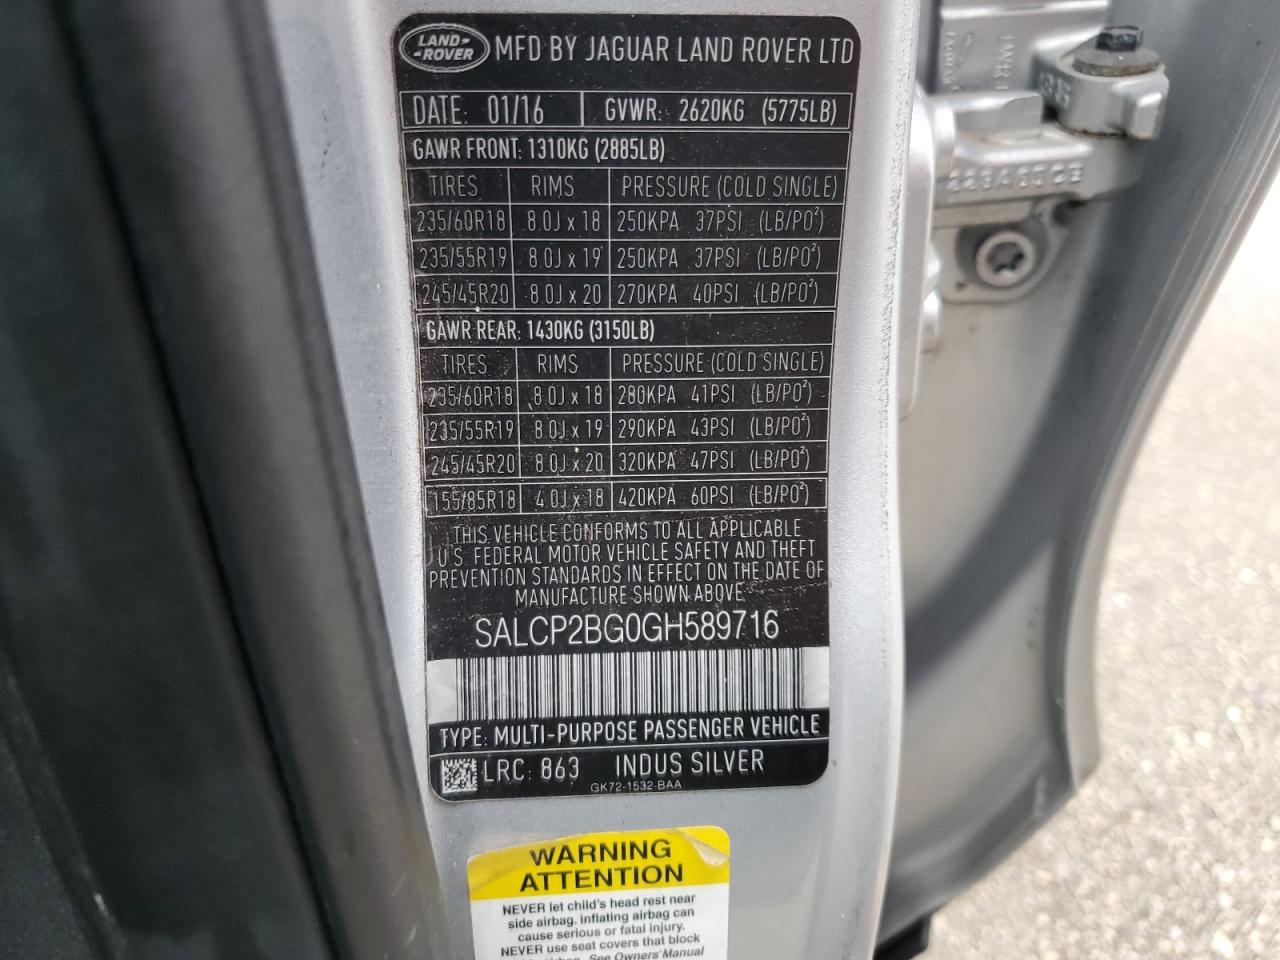 LAND-
-ROVER
MFD BY JAGUAR LAND ROVER LTD
DATE: 01/16 GVWR: 2620KG (5775LB)
GAWR FRONT: 1310KG (2885LB)
TIRES RIMS PRESSURE (COLD SINGLE)
235/60R18 8.0J x 18 250KPA 37PSI (LB/PO²)
235/55R19 8.0J x 19 250KPA 37PSI (LB/PO²)
245/45R20 8.0J x 20 270KPA 40PSI (LB/PO²)
GAWR REAR: 1430KG (3150LB)
TIRES RIMS PRESSURE (COLD SINGLE)
235/60R18 8.0J x 18 280KPA 41PSI (LB/PO²)
235/55R19 8.0J x 19 290KPA 43PSI (LB/PO²)
245/45R20 8.0J x 20 320KPA 47PSI (LB/PO²)
155/85R18 4.0J x 18 420KPA 60PSI (LB/PO²)
THIS VEHICLE CONFORMS TO ALL APPLICABLE
U.S. FEDERAL MOTOR VEHICLE SAFETY AND THEFT
PREVENTION STANDARDS IN EFFECT ON THE DATE OF
MANUFACTURE SHOWN ABOVE.
SALCP2BG0GH589716
TYPE: MULTI-PURPOSE PASSENGER VEHICLE
LRC: 863 INDUS SILVER
GK72-1532-BAA
WARNING
ATTENTION
NEVER let child's head rest near
side airbag, inflating airbag can
cause serious or fatal injury.
NEVER use seat covers that block
See Owners' Manual